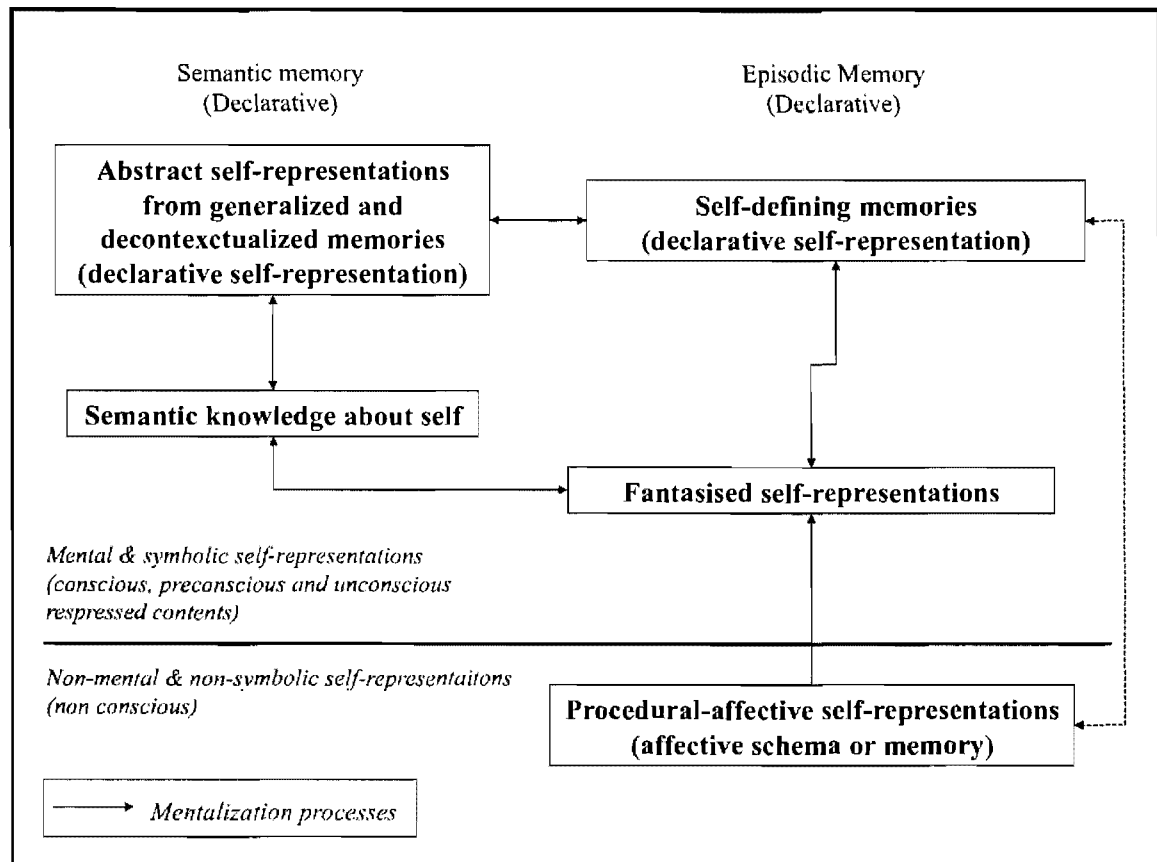 Semantic memory
(Declarative)
Episodic Memory
(Declarative)
Abstract self-representations
from generalized and
decontexctualized memories
(declarative self-representation)
Self-defining memories
(declarative self-representation)
Semantic knowledge about self
Fantasised self-representations
Mental & symbolic self-representations
(conscious, preconscious and unconscious
respressed contents)
Non-mental & non-symbolic self-representaitons
(non conscious)
Procedural-affective self-representations
(affective schema or memory)
Mentalization processes